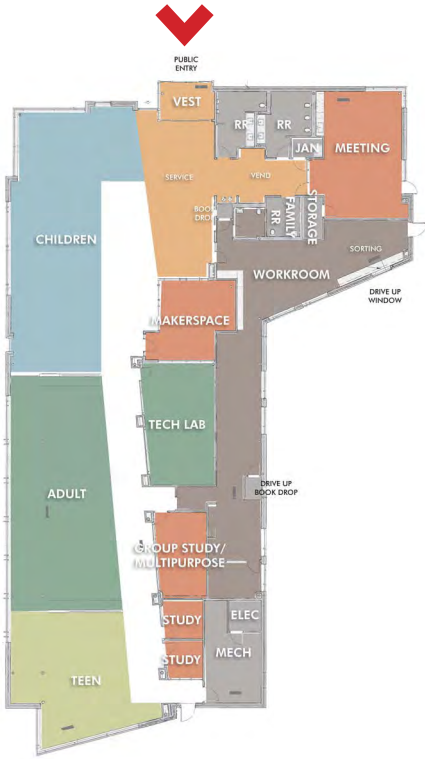 PUBLIC
ENTRY
VEST
RR
RR
JAN
MEETING
SERVICE
VEND
BOOK
DROP
RR
FAMILY
STORAGE
CHILDREN
SORTING
WORKROOM
DRIVE UP
WINDOW
MAKERSPACE
TECH LAB
ADULT
DRIVE UP
BOOK DROP
GROUP STUDY/
MULTIPURPOSE
STUDY
ELEC
STUDY
MECH
TEEN